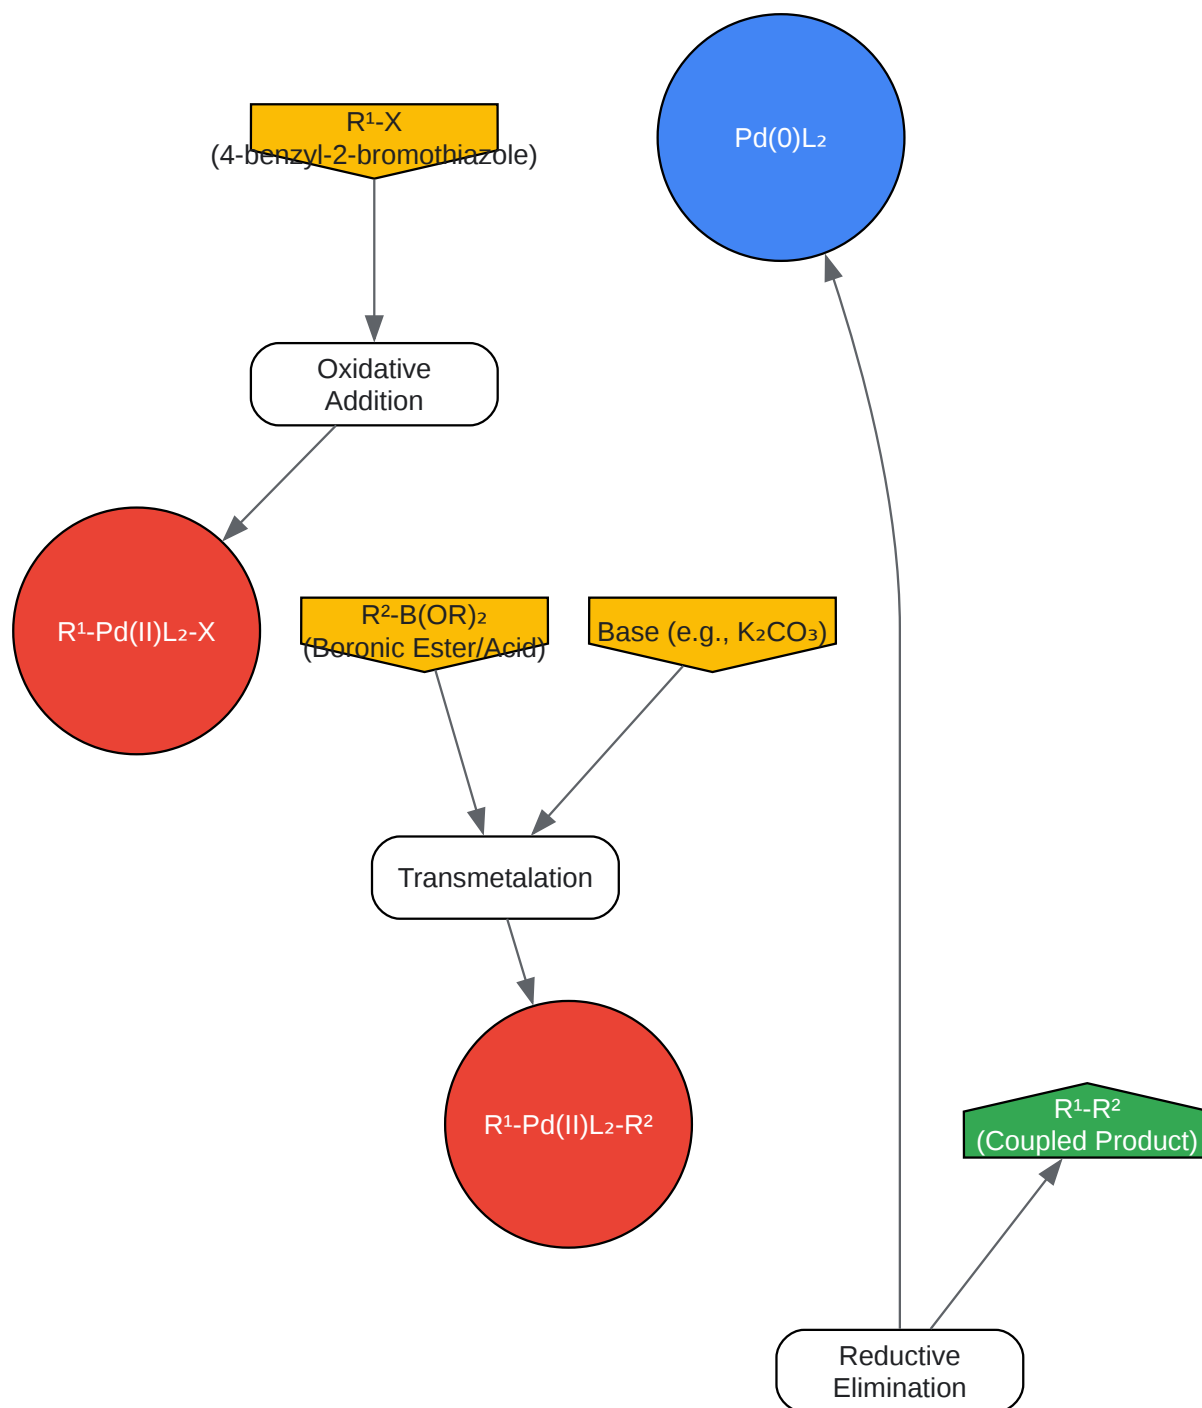 R¹-X
(4-benzyl-2-bromothiazole)
Pd(0)L₂
Oxidative
Addition
R¹-Pd(II)L₂-X
R²-B(OR)₂
(Boronic Ester/Acid)
Base (e.g., K₂CO₃)
Transmetalation
R¹-Pd(II)L₂-R²
R¹-R²
(Coupled Product)
Reductive
Elimination